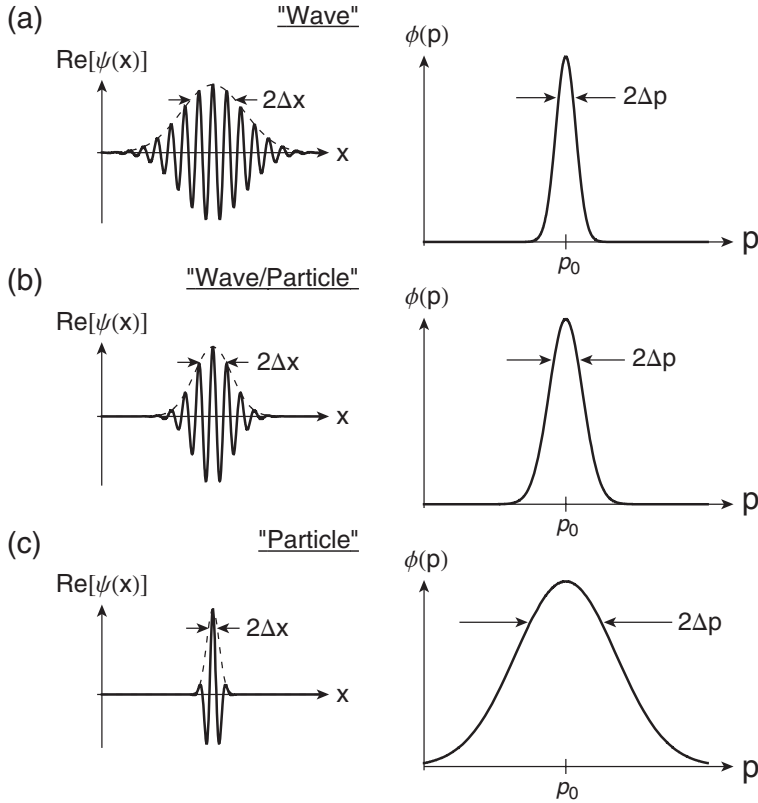 (a) "Wave"
Re[ψ(x)]
2Δx
x
ϕ(p)
2Δp
p
p₀
(b) "Wave/Particle"
Re[ψ(x)]
2Δx
x
ϕ(p)
2Δp
p
p₀
(c) "Particle"
Re[ψ(x)]
2Δx
x
ϕ(p)
2Δp
p
p₀